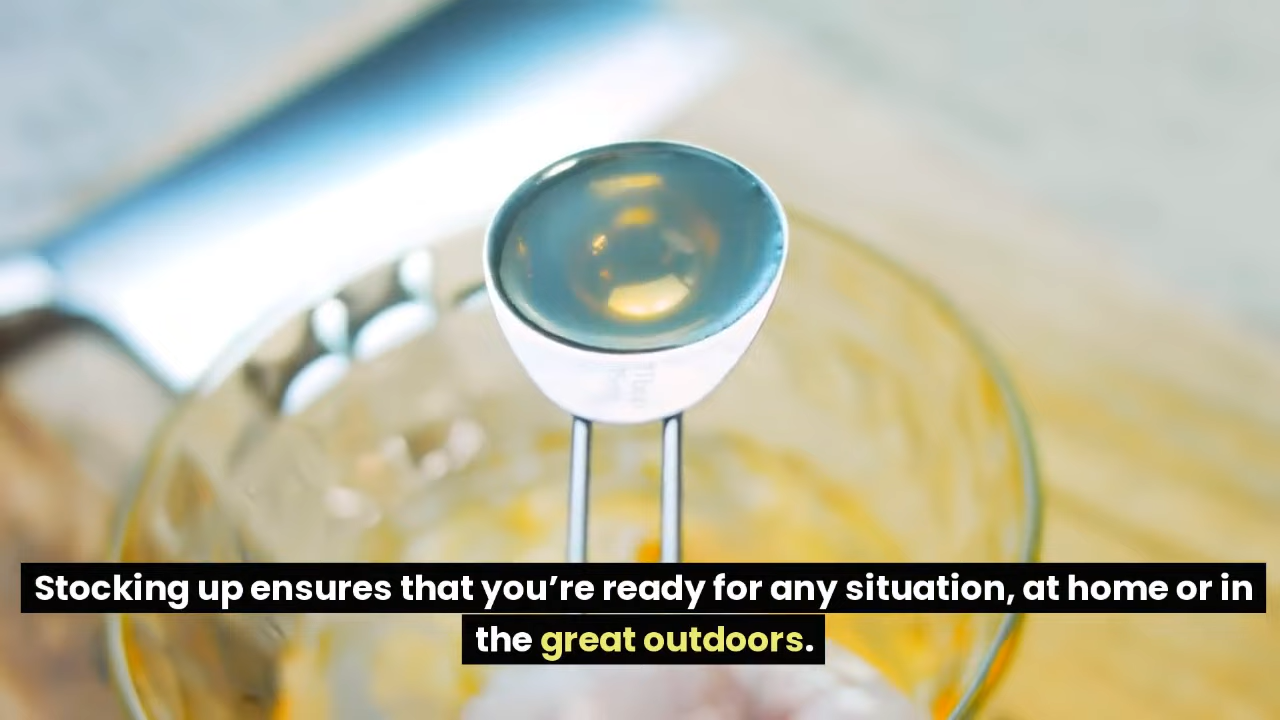 Stocking up ensures that you’re ready for any situation, at home or in
the great outdoors.